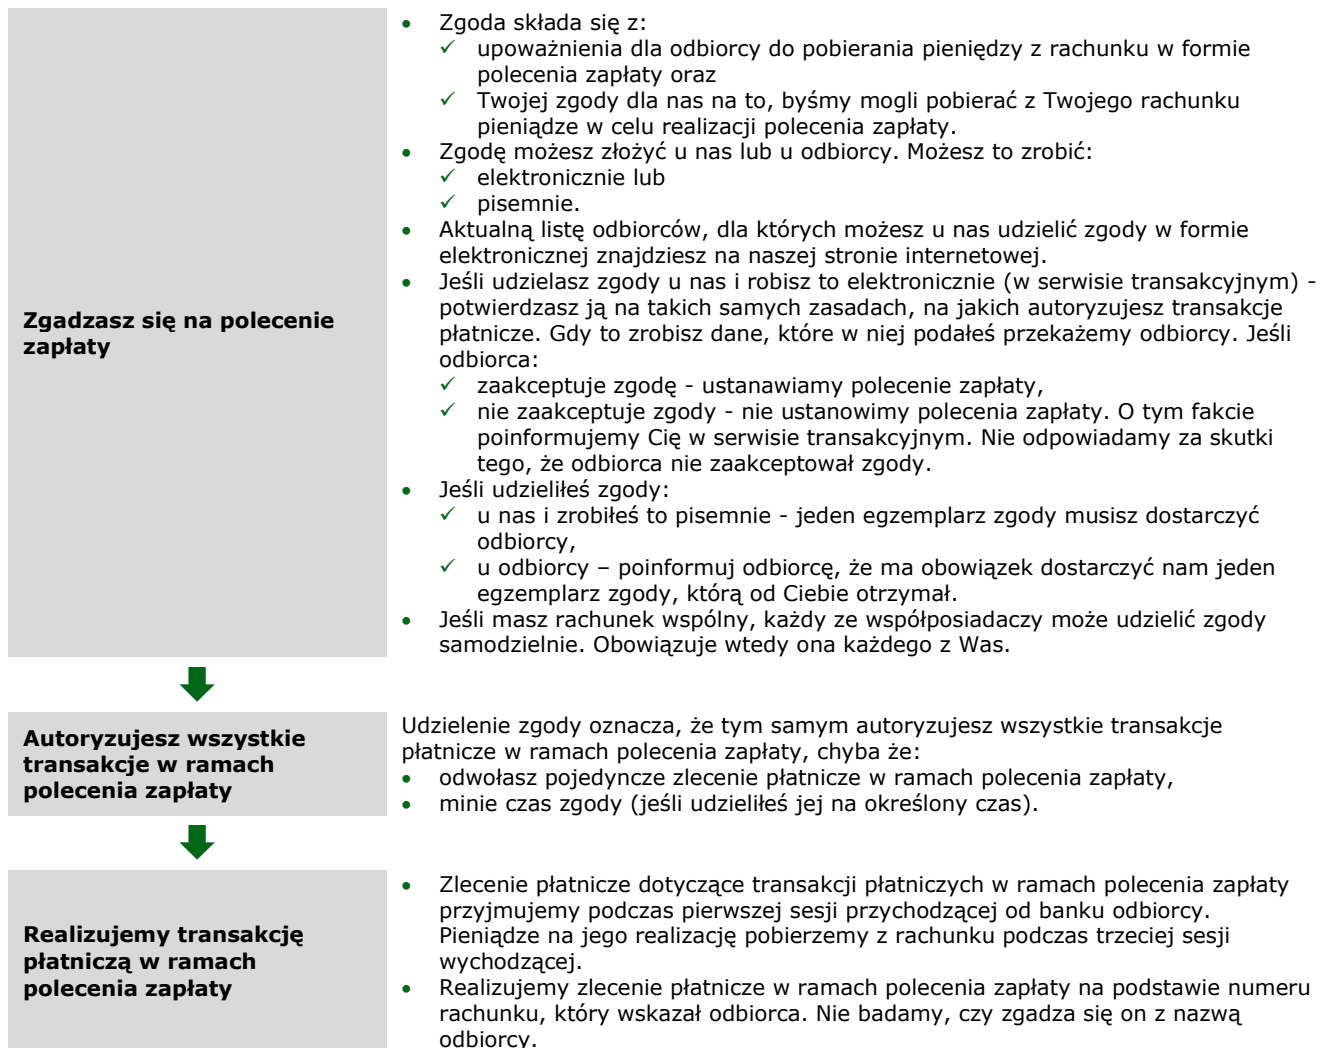 Zgadzasz się na polecenie
zapłaty
• Zgoda składa się z:
✓ upoważnienia dla odbiorcy do pobierania pieniędzy z rachunku w formie
polecenia zapłaty oraz
✓ Twojej zgody dla nas na to, byśmy mogli pobierać z Twojego rachunku
pieniądze w celu realizacji polecenia zapłaty.
• Zgodę możesz złożyć u nas lub u odbiorcy. Możesz to zrobić:
✓ elektronicznie lub
✓ pisemnie.
• Aktualną listę odbiorców, dla których możesz u nas udzielić zgody w formie
elektronicznej znajdziesz na naszej stronie internetowej.
• Jeśli udzielasz zgody u nas i robisz to elektronicznie (w serwisie transakcyjnym) -
potwierdzasz ją na takich samych zasadach, na jakich autoryzujesz transakcje
płatnicze. Gdy to zrobisz dane, które w niej podałeś przekażemy odbiorcy. Jeśli
odbiorca:
✓ zaakceptuje zgodę - ustanawiamy polecenie zapłaty,
✓ nie zaakceptuje zgody - nie ustanowimy polecenia zapłaty. O tym fakcie
poinformujemy Cię w serwisie transakcyjnym. Nie odpowiadamy za skutki
tego, że odbiorca nie zaakceptował zgody.
• Jeśli udzieliłeś zgody:
✓ u nas i zrobiłeś to pisemnie - jeden egzemplarz zgody musisz dostarczyć
odbiorcy,
✓ u odbiorcy – poinformuj odbiorcę, że ma obowiązek dostarczyć nam jeden
egzemplarz zgody, którą od Ciebie otrzymał.
• Jeśli masz rachunek wspólny, każdy ze współposiadaczy może udzielić zgody
samodzielnie. Obowiązuje wtedy ona każdego z Was.
Autoryzujesz wszystkie
transakcje w ramach
polecenia zapłaty
Udzielenie zgody oznacza, że tym samym autoryzujesz wszystkie transakcje
płatnicze w ramach polecenia zapłaty, chyba że:
• odwołasz pojedyncze zlecenie płatnicze w ramach polecenia zapłaty,
• minie czas zgody (jeśli udzieliłeś jej na określony czas).
Realizujemy transakcję
płatniczą w ramach
polecenia zapłaty
• Zlecenie płatnicze dotyczące transakcji płatniczych w ramach polecenia zapłaty
przyjmujemy podczas pierwszej sesji przychodzącej od banku odbiorcy.
Pieniądze na jego realizację pobierzemy z rachunku podczas trzeciej sesji
wychodzącej.
• Realizujemy zlecenie płatnicze w ramach polecenia zapłaty na podstawie numeru
rachunku, który wskazał odbiorca. Nie badamy, czy zgadza się on z nazwą
odbiorcy.